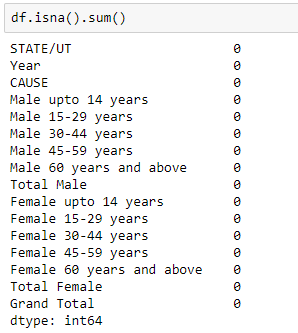 df.isna().sum()
STATE/UT 0
Year 0
CAUSE 0
Male upto 14 years 0
Male 15-29 years 0
Male 30-44 years 0
Male 45-59 years 0
Male 60 years and above 0
Total Male 0
Female upto 14 years 0
Female 15-29 years 0
Female 30-44 years 0
Female 45-59 years 0
Female 60 years and above 0
Total Female 0
Grand Total 0
dtype: int64